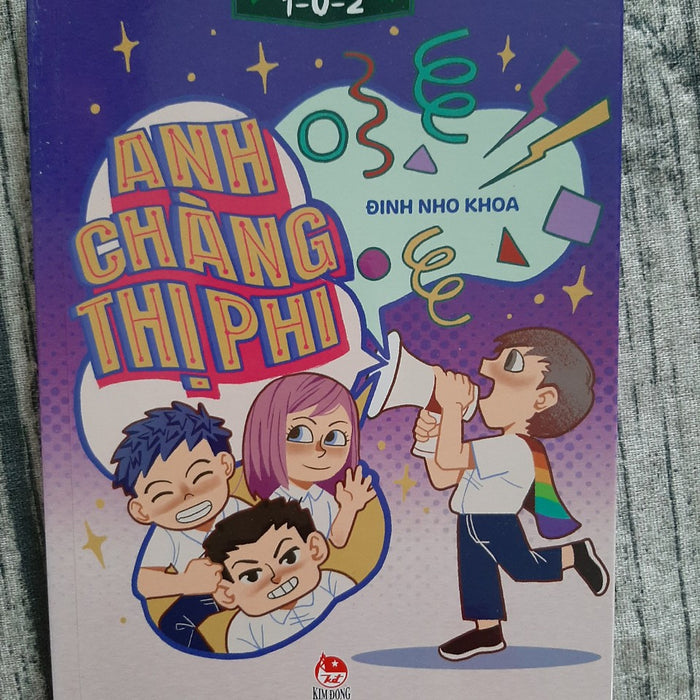 1-0-2
ANH
CHÀNG
THỊ PHI
ĐINH NHO KHOA
KIM ĐỒNG